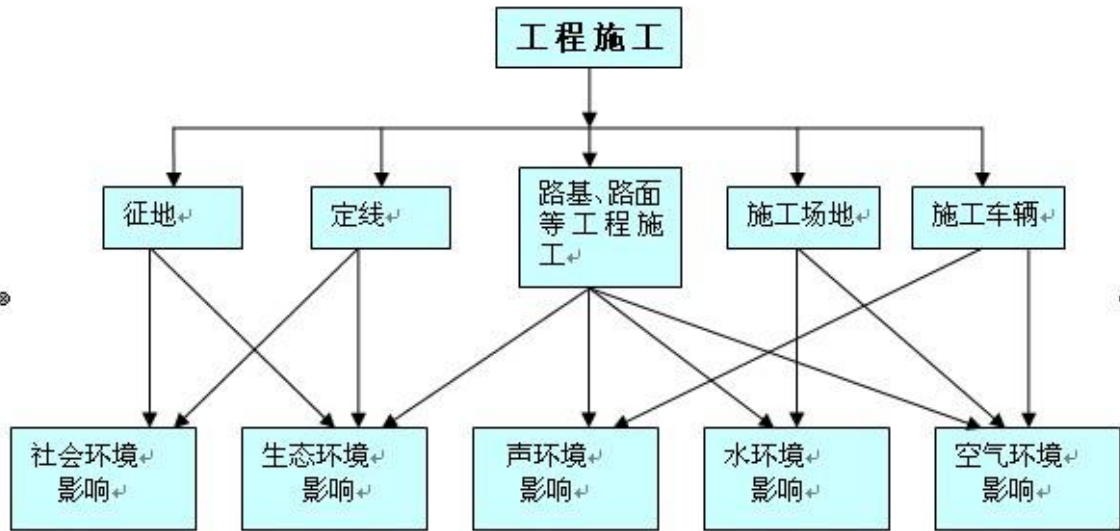 工程施工
征地
定线
路基、路面
等工程施
工
施工场地
施工车辆
社会环境
影响
生态环境
影响
声环境
影响
水环境
影响
空气环境
影响